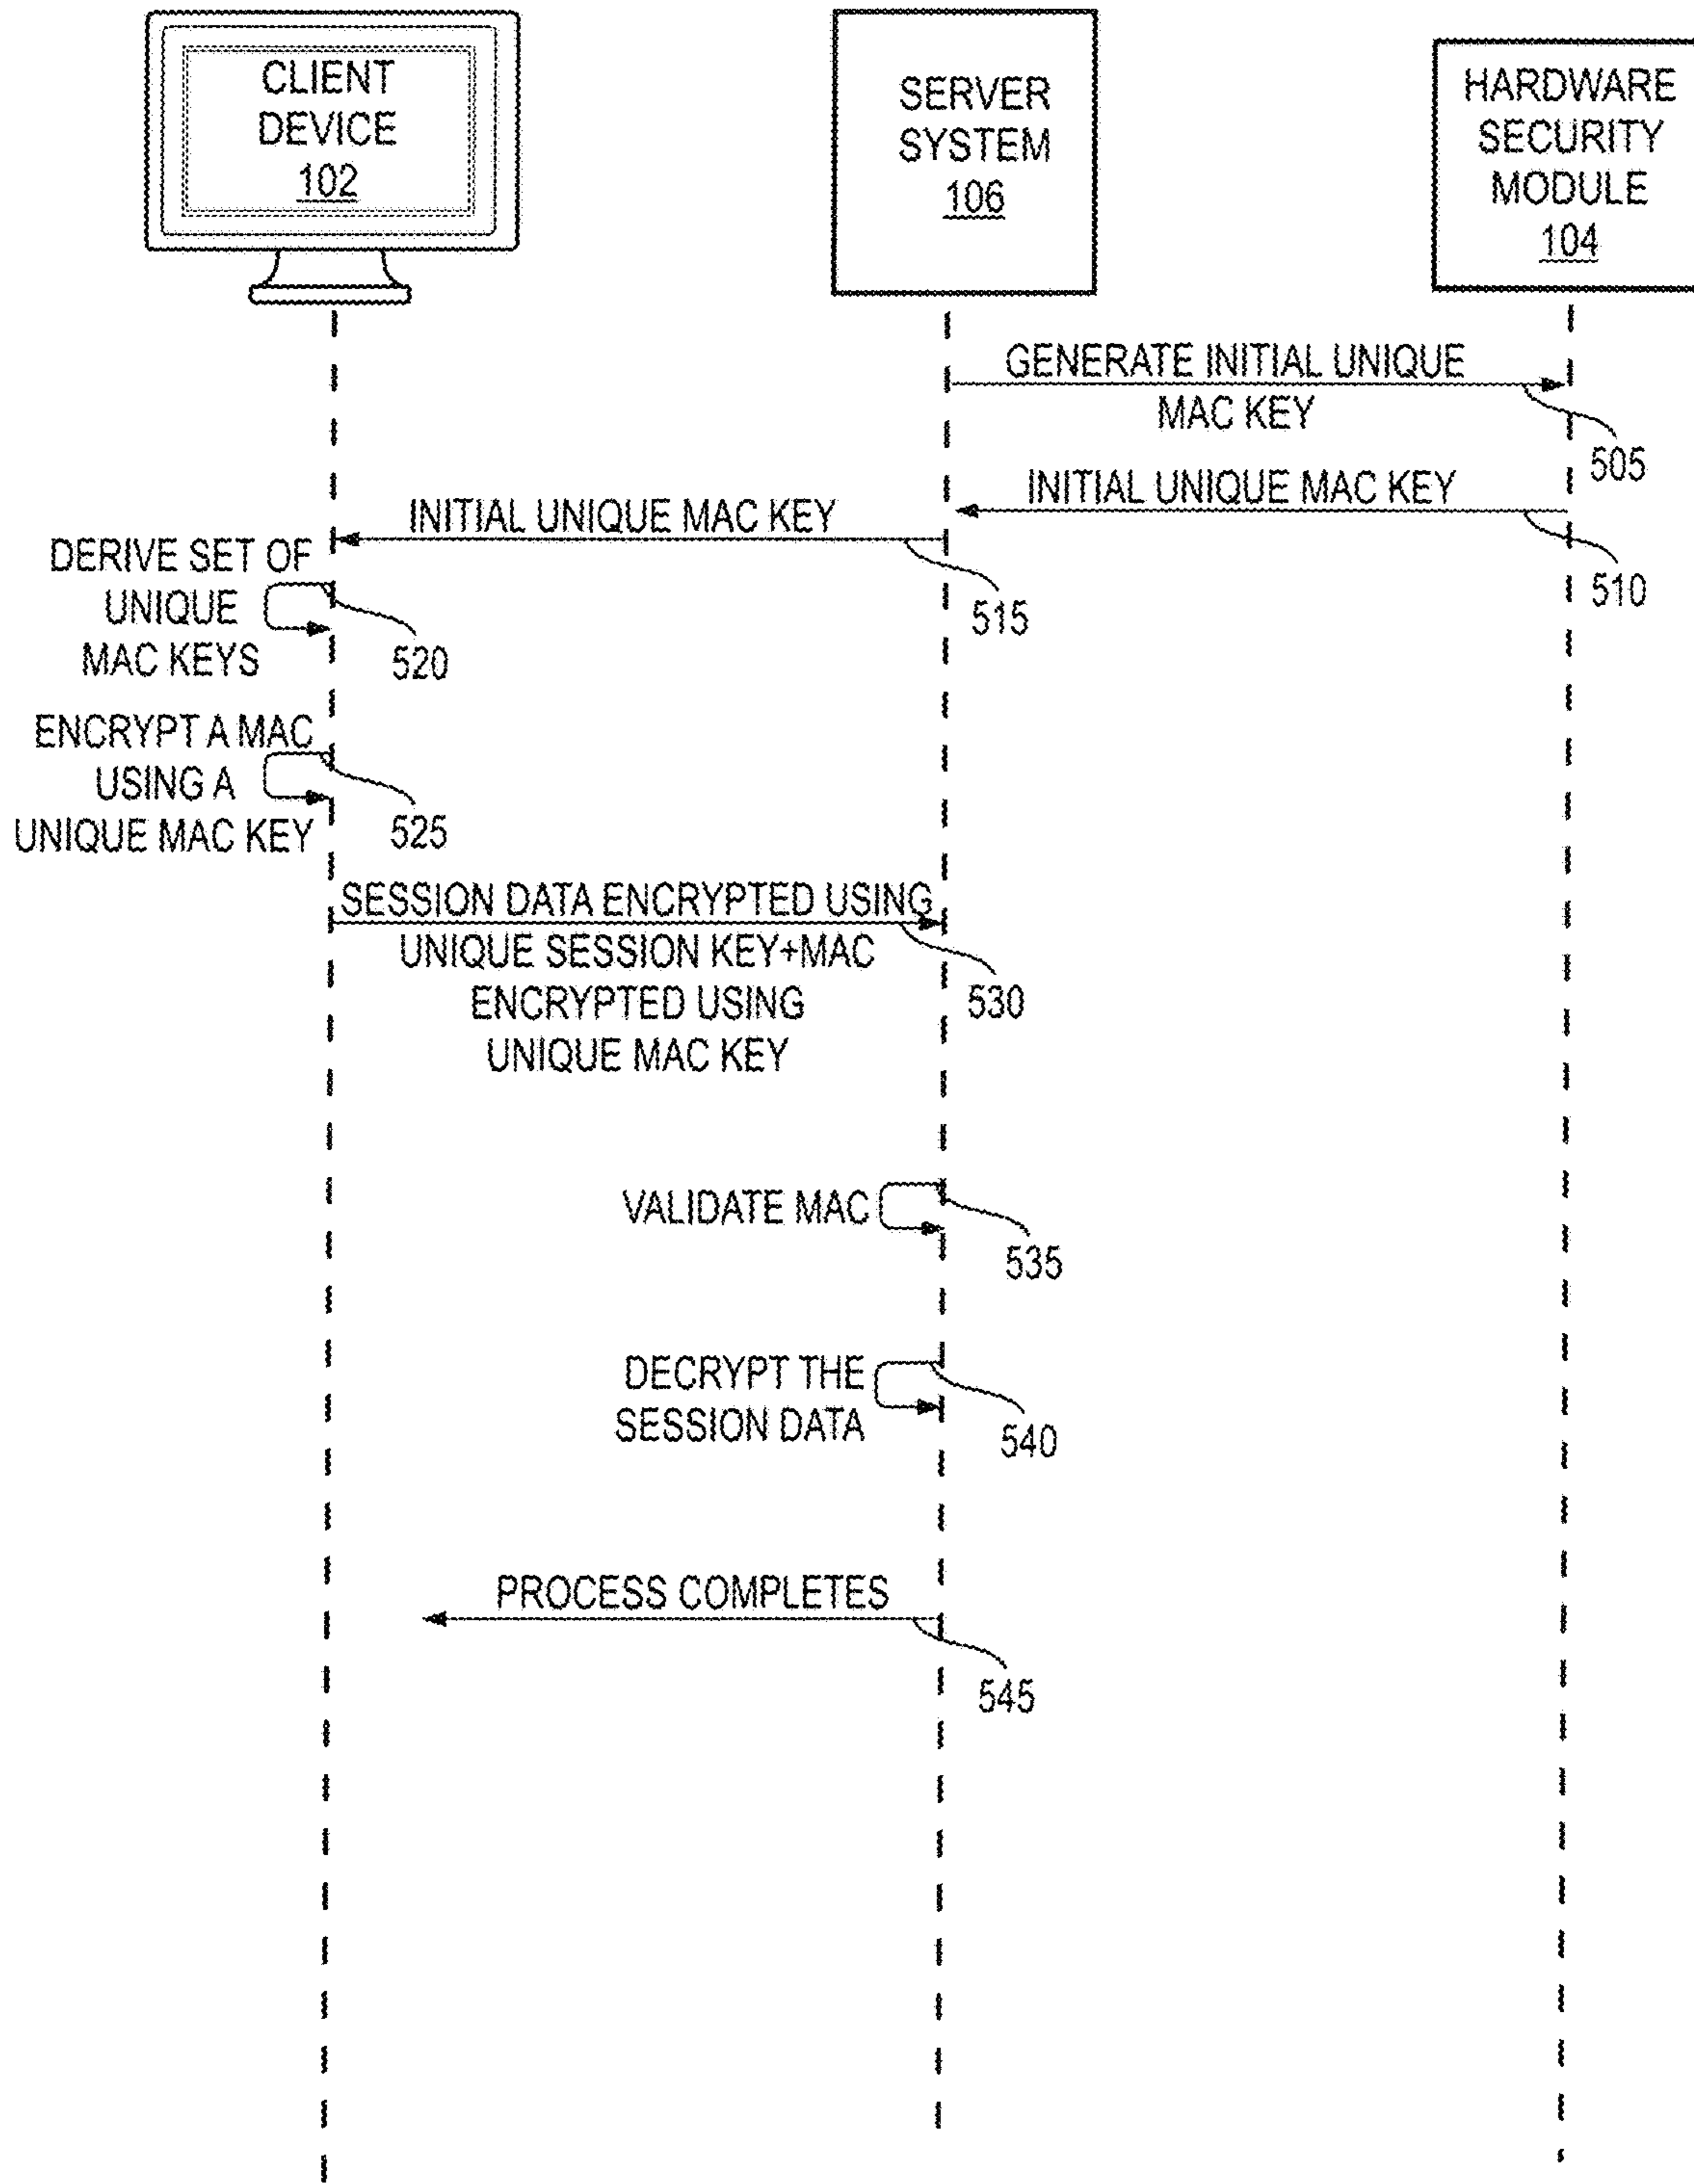 CLIENT
DEVICE
102
SERVER
SYSTEM
106
HARDWARE
SECURITY
MODULE
104
GENERATE INITIAL UNIQUE
MAC KEY
505
INITIAL UNIQUE MAC KEY
510
INITIAL UNIQUE MAC KEY
515
DERIVE SET OF
UNIQUE
MAC KEYS
520
ENCRYPT A MAC
USING A
UNIQUE MAC KEY
525
SESSION DATA ENCRYPTED USING
UNIQUE SESSION KEY+MAC
ENCRYPTED USING
UNIQUE MAC KEY
530
VALIDATE MAC
535
DECRYPT THE
SESSION DATA
540
PROCESS COMPLETES
545